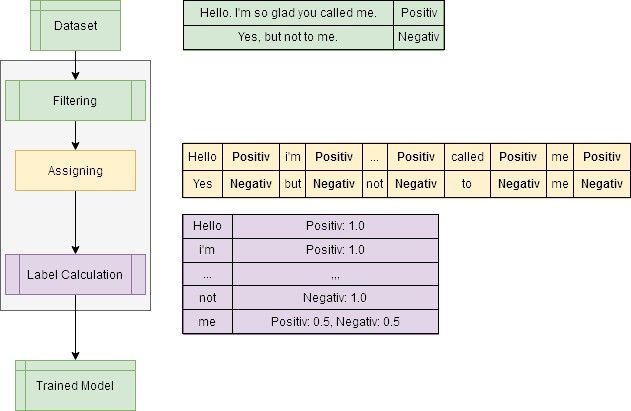 Dataset
Hello. I'm so glad you called me. Positiv
Yes, but not to me. Negativ
Filtering
Assigning
Hello Positiv i'm Positiv ... Positiv called Positiv me Positiv
Yes Negativ but Negativ not Negativ to Negativ me Negativ
Label Calculation
Hello Positiv: 1.0
i'm Positiv: 1.0
... ,,,
not Negativ: 1.0
me Positiv: 0.5, Negativ: 0.5
Trained Model